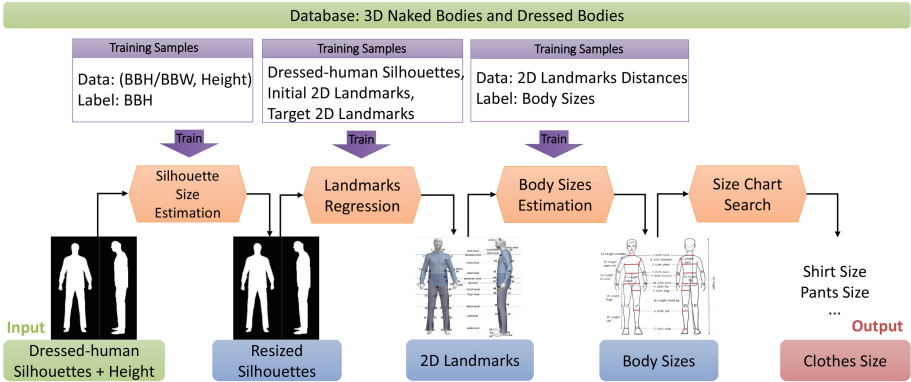 Database: 3D Naked Bodies and Dressed Bodies
Training Samples
Data: (BBH/BBW, Height)
Label: BBH
Training Samples
Dressed-human Silhouettes,
Initial 2D Landmarks,
Target 2D Landmarks
Training Samples
Data: 2D Landmarks Distances
Label: Body Sizes
Train
Train
Train
Silhouette
Size
Estimation
Landmarks
Regression
Body Sizes
Estimation
Size Chart
Search
Shirt Size
Pants Size
...
Input
Output
Dressed-human
Silhouettes + Height
Resized
Silhouettes
2D Landmarks
Body Sizes
Clothes Size